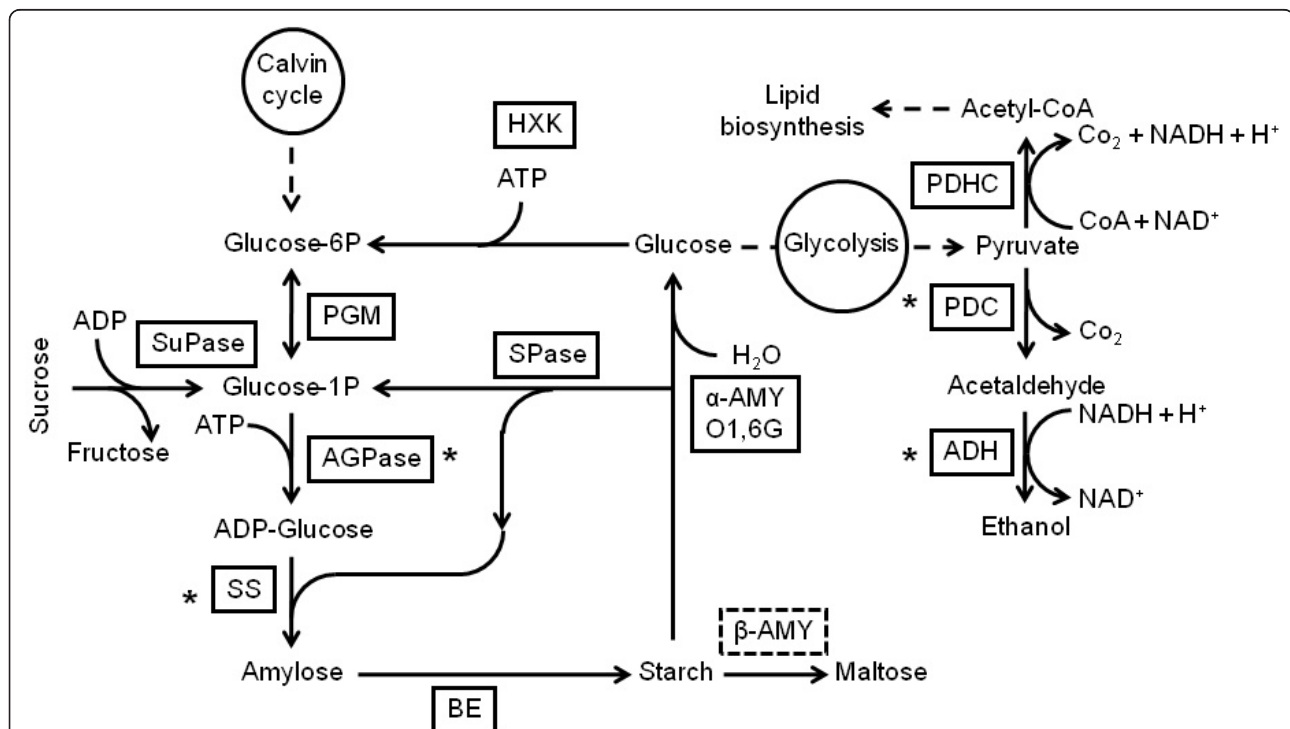 Calvin
cycle
HXK
ATP
Lipid
biosynthesis
Acetyl-CoA
Co₂ + NADH + H⁺
PDHC
CoA + NAD⁺
Glucose-6P
Glucose
Glycolysis
Pyruvate
* PDC
Co₂
ADP
SuPase
PGM
SPase
H₂O
Sucrose
Glucose-1P
α-AMY
O1,6G
Acetaldehyde
NADH + H⁺
Fructose
ATP
AGPase *
* ADH
NAD⁺
ADP-Glucose
Ethanol
* SS
β-AMY
Amylose
Starch
Maltose
BE